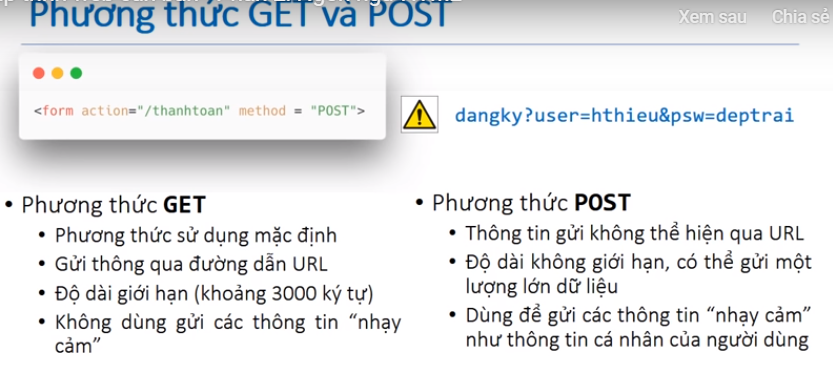 Phương thức GET và POST
Xem sau
Chia sẻ
<form action="/thanhtoan" method = "POST">
dangky?user=hthieu&psw=deptrai
• Phương thức GET
• Phương thức sử dụng mặc định
• Gửi thông qua đường dẫn URL
• Độ dài giới hạn (khoảng 3000 ký tự)
• Không dùng gửi các thông tin “nhạy
cảm”
• Phương thức POST
• Thông tin gửi không thể hiện qua URL
• Độ dài không giới hạn, có thể gửi một
lượng lớn dữ liệu
• Dùng để gửi các thông tin “nhạy cảm”
như thông tin cá nhân của người dùng